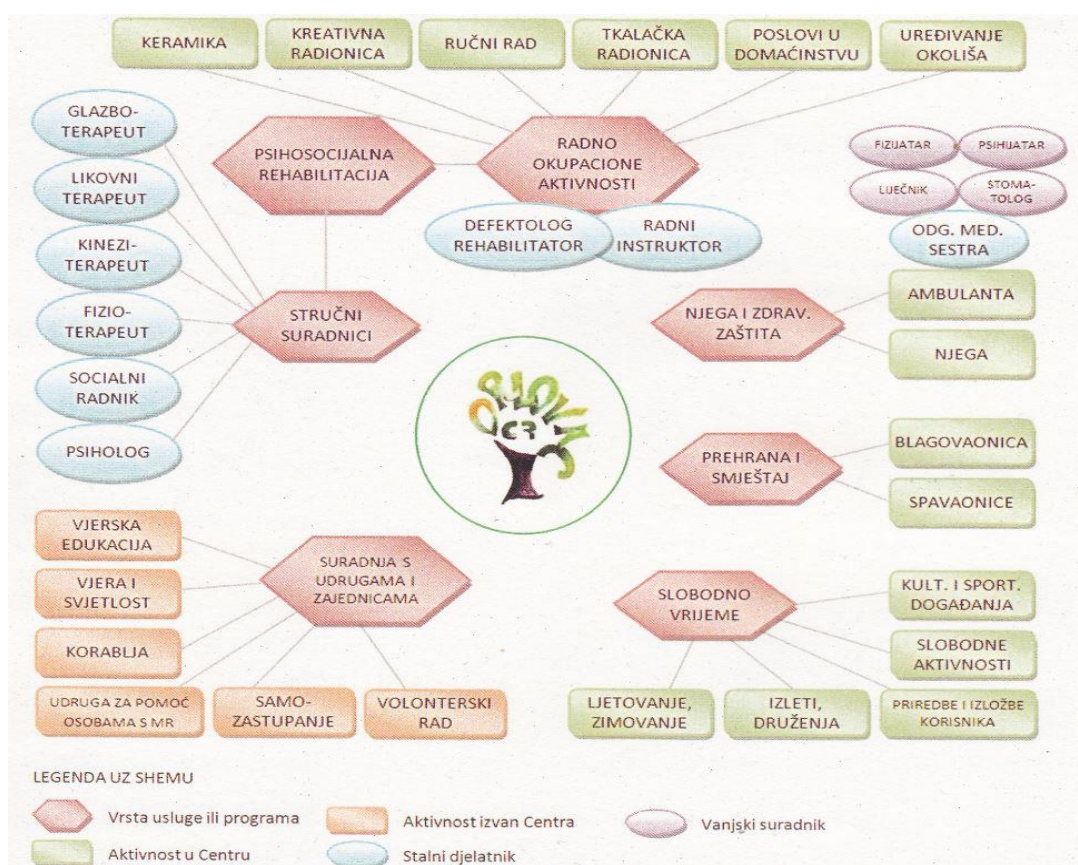 KERAMIKA
KREATIVNA
RADIONICA
RUČNI RAD
TKALAČKA
RADIONICA
POSLOVI U
DOMAĆINSTVU
UREĐIVANJE
OKOLIŠA
GLAZBO-
TERAPEUT
LIKOVNI
TERAPEUT
KINEZI-
TERAPEUT
FIZIO-
TERAPEUT
SOCIALNI
RADNIK
PSIHOLOG
PSIHOSOCIJALNA
REHABILITACIJA
RADNO
OKUPACIONE
AKTIVNOSTI
DEFEKTOLOG
REHABILITATOR
RADNI
INSTRUKTOR
STRUČNI
SURADNICI
FIZIJATAR
PSIHIJATAR
LIJEČNIK
STOMA-
TOLOG
ODG. MED.
SESTRA
NJEGA I ZDRAV.
ZAŠTITA
AMBULANTA
NJEGA
PREHRANA I
SMJEŠTAJ
BLAGOVAONICA
SPAVAONICE
VJERSKA
EDUKACIJA
VJERA I
SVJETLOST
KORABLJA
UDRUGA ZA POMOĆ
OSOBAMA S MR
SAMO-
ZASTUPANJE
VOLONTERSKI
RAD
SURADNJA S
UDRUGAMA I
ZAJEDNICAMA
SLOBODNO
VRIJEME
KULT. I SPORT.
DOGAĐANJA
SLOBODNE
AKTIVNOSTI
PRIREDBE I IZLOŽBE
KORISNIKA
LJETOVANJE,
ZIMOVANJE
IZLETI,
DRUŽENJA
LEGENDA UZ SHEMU
Vrsta usluge ili programa
Aktivnost izvan Centra
Vanjski suradnik
Aktivnost u Centru
Stalni djelatnik